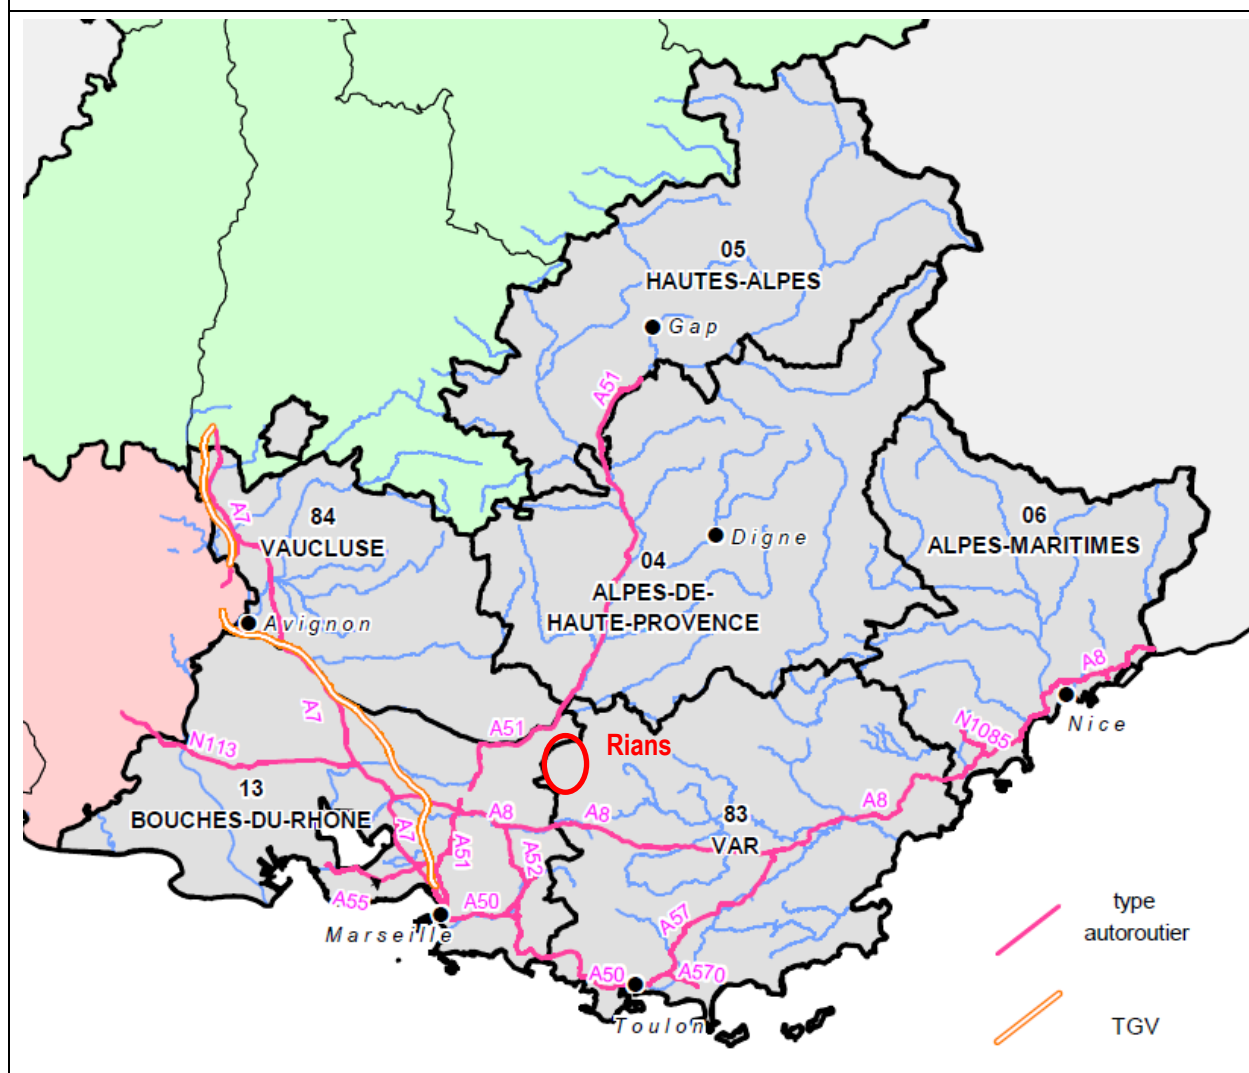 05
HAUTES-ALPES
Gap
A51
A7
84
VAUCLUSE
06
ALPES-MARITIMES
Digne
04
ALPES-DE-
HAUTE-PROVENCE
Avignon
A8
A7
A51
Nice
N1085
N113
Rians
13
BOUCHES-DU-RHÔNE
A8
A8
A8
83
VAR
A7
A51
A52
A55
A50
A57
type
autoroutier
Marseille
A50
A570
Toulon
TGV